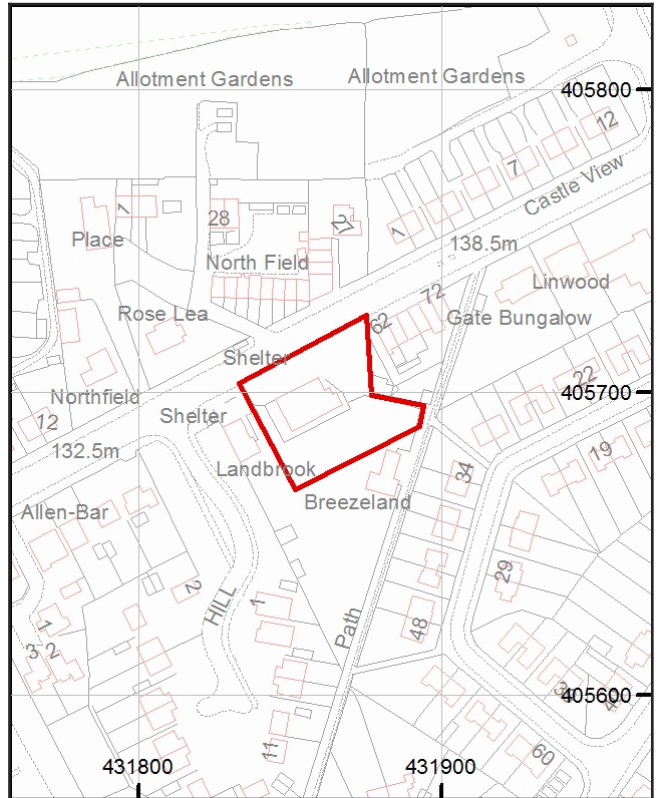 Allotment Gardens
Allotment Gardens
405800
12
7
Castle View
1
28
27
1
Place
138.5m
North Field
Linwood
72
62
Gate Bungalow
Rose Lea
Shelter
22
405700
Northfield
12
Shelter
132.5m
19
34
Landbrook
Breezeland
Allen-Bar
29
2
HILL
1
1
3 2
Path
48
405600
11
60
431800
431900